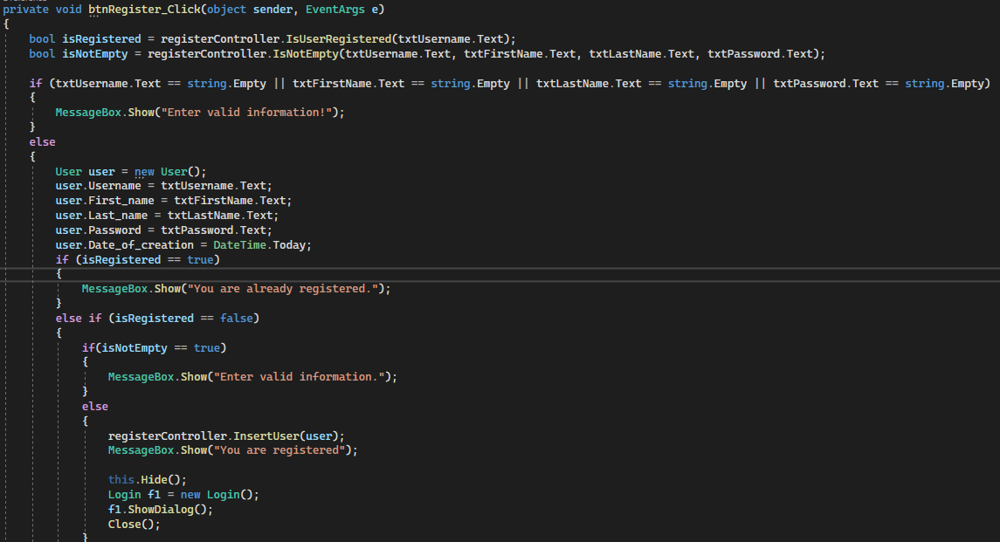 private void btnRegister_Click(object sender, EventArgs e)
{
bool isRegistered = registerController.IsUserRegistered(txtUsername.Text);
bool isNotEmpty = registerController.IsNotEmpty(txtUsername.Text, txtFirstName.Text, txtLastName.Text, txtPassword.Text);
if (txtUsername.Text == string.Empty || txtFirstName.Text == string.Empty || txtLastName.Text == string.Empty || txtPassword.Text == string.Empty)
{
MessageBox.Show("Enter valid information!");
}
else
{
User user = new User();
user.Username = txtUsername.Text;
user.First_name = txtFirstName.Text;
user.Last_name = txtLastName.Text;
user.Password = txtPassword.Text;
user.Date_of_creation = DateTime.Today;
if (isRegistered == true)
{
MessageBox.Show("You are already registered.");
}
else if (isRegistered == false)
{
if(isNotEmpty == true)
{
MessageBox.Show("Enter valid information.");
}
else
{
registerController.InsertUser(user);
MessageBox.Show("You are registered");
this.Hide();
Login f1 = new Login();
f1.ShowDialog();
Close();
}